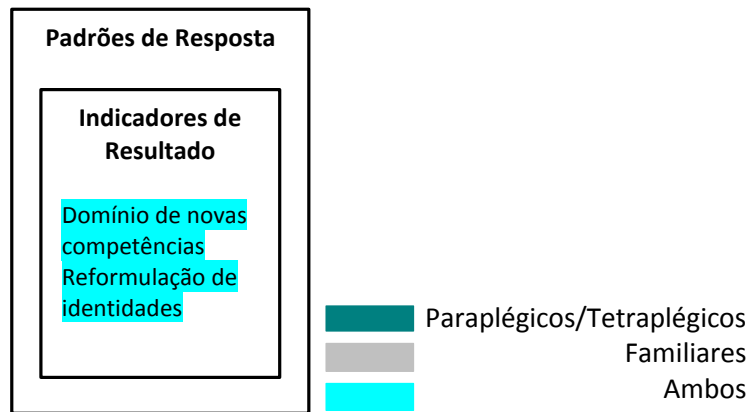 Padrões de Resposta
Indicadores de
Resultado
Domínio de novas
competências
Reformulação de
identidades
Paraplégicos/Tetraplégicos
Familiares
Ambos